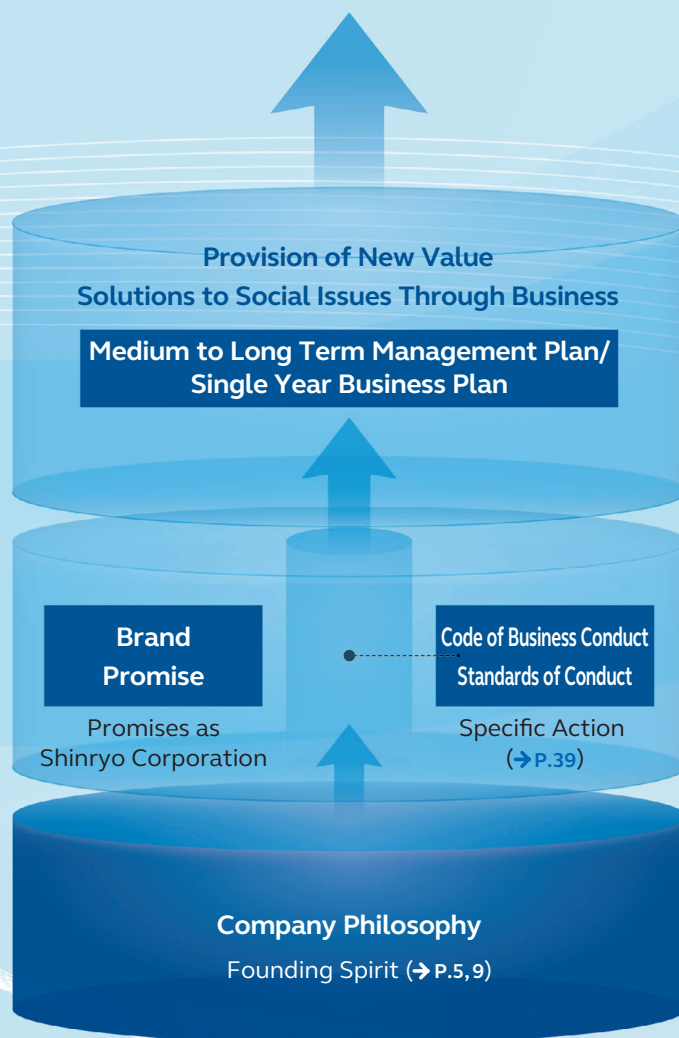 Provision of New Value
Solutions to Social Issues Through Business
Medium to Long Term Management Plan/
Single Year Business Plan
Brand
Promise
Promises as
Shinryo Corporation
Code of Business Conduct
Standards of Conduct
Specific Action
(→P.39)
Company Philosophy
Founding Spirit (→P.5,9)